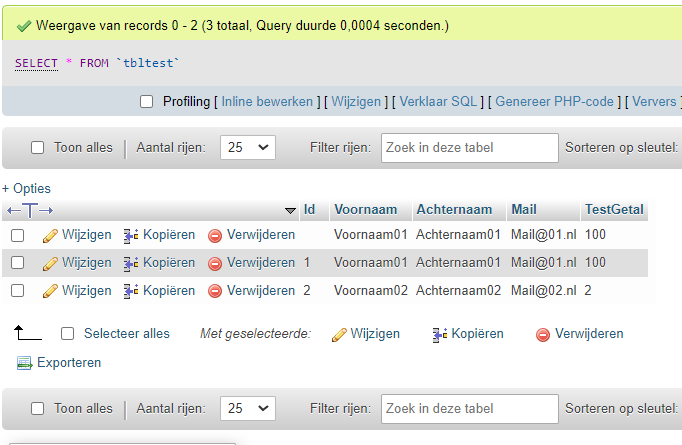 Weergave van records 0 - 2 (3 totaal, Query duurde 0,0004 seconden.)
SELECT * FROM `tbltest`
Profiling [ Inline bewerken ] [ Wijzigen ] [ Verklaar SQL ] [ Genereer PHP-code ] [ Ververs ]
Toon alles | Aantal rijen: 25 Filter rijen: Zoek in deze tabel Sorteren op sleutel:
+ Opties
Id Voornaam Achternaam Mail TestGetal
Wijzigen Kopiëren Verwijderen Voornaam01 Achternaam01 Mail@01.nl 100
Wijzigen Kopiëren Verwijderen 1 Voornaam01 Achternaam01 Mail@01.nl 100
Wijzigen Kopiëren Verwijderen 2 Voornaam02 Achternaam02 Mail@02.nl 2
Selecteer alles Met geselecteerde: Wijzigen Kopiëren Verwijderen
Exporteren
Toon alles | Aantal rijen: 25 Filter rijen: Zoek in deze tabel Sorteren op sleutel: